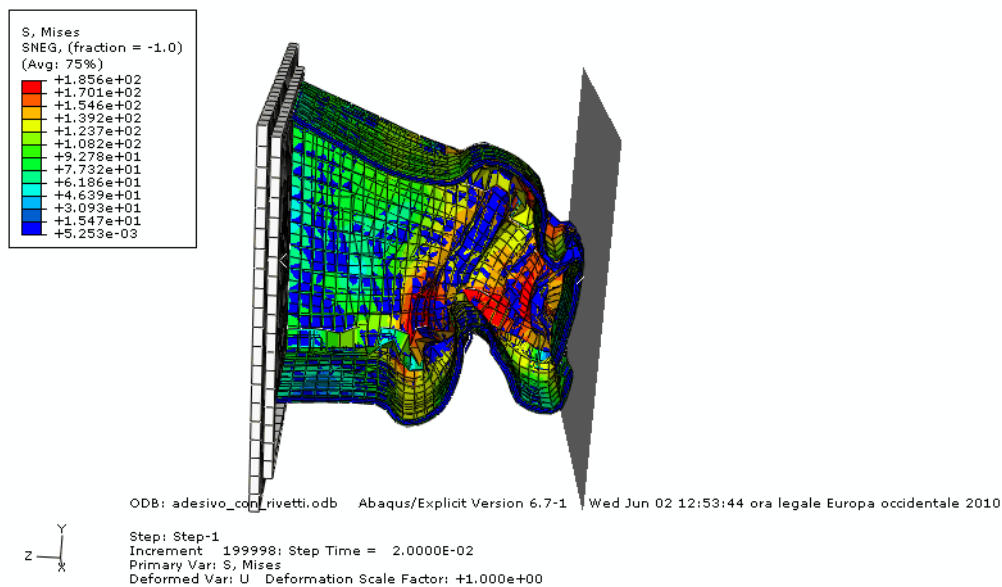 S, Mises
SNEG, (fraction = -1.0)
(Avg: 75%)
+1.856e+02
+1.701e+02
+1.546e+02
+1.392e+02
+1.237e+02
+1.082e+02
+9.278e+01
+7.732e+01
+6.186e+01
+4.639e+01
+3.093e+01
+1.547e+01
+5.253e-03
ODB: adesivo_con_rivetti.odb Abaqus/Explicit Version 6.7-1 Wed Jun 02 12:53:44 ora legale Europa occidentale 2010
Y
Z
X
Step: Step-1
Increment 199998: Step Time = 2.0000E-02
Primary Var: S, Mises
Deformed Var: U Deformation Scale Factor: +1.000e+00